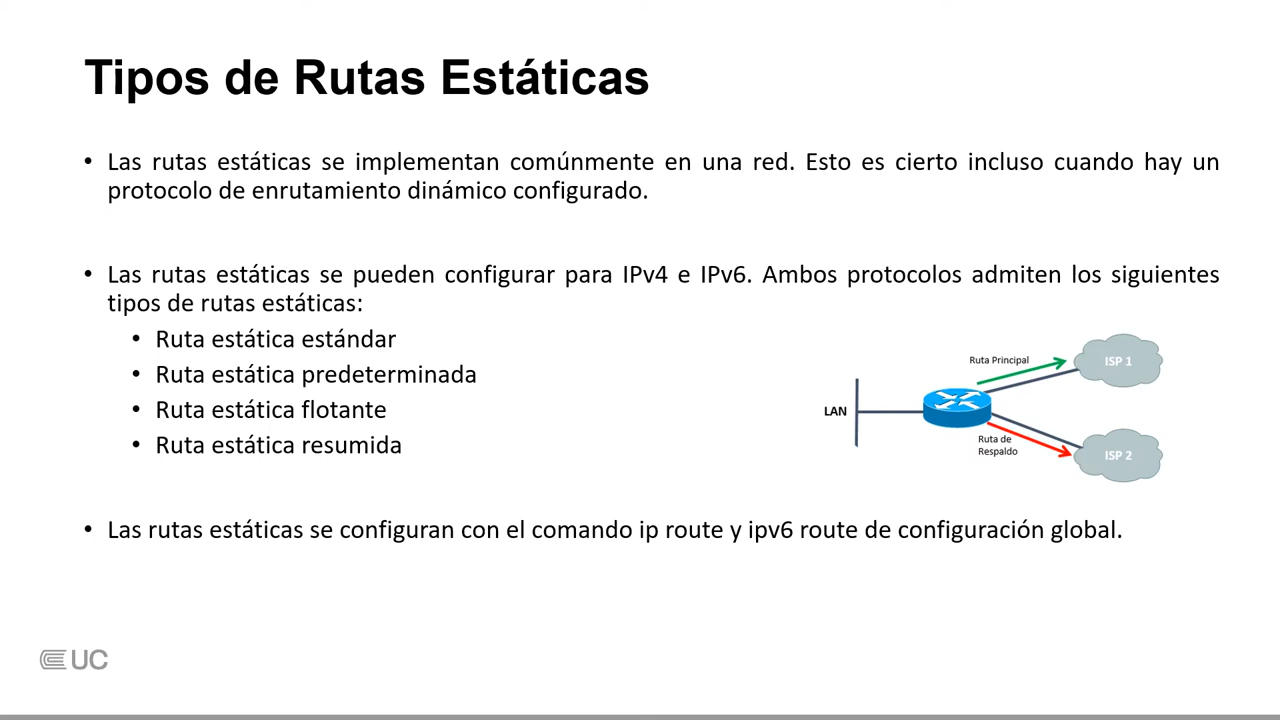 Tipos de Rutas Estáticas
• Las rutas estáticas se implementan comúnmente en una red. Esto es cierto incluso cuando hay un
protocolo de enrutamiento dinámico configurado.
• Las rutas estáticas se pueden configurar para IPv4 e IPv6. Ambos protocolos admiten los siguientes
tipos de rutas estáticas:
• Ruta estática estándar
• Ruta estática predeterminada
• Ruta estática flotante
• Ruta estática resumida
Ruta Principal
ISP 1
LAN
Ruta de
Respaldo
ISP 2
• Las rutas estáticas se configuran con el comando ip route y ipv6 route de configuración global.
UC